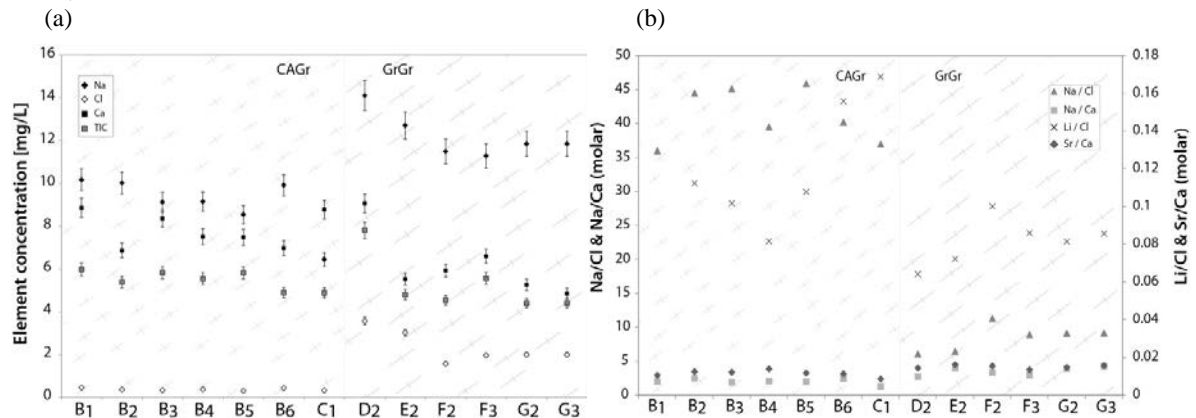 (a)
(b)
Element concentration [mg/L]
16
14
12
10
8
6
4
2
0
CAGr
GrGr
Na
Cl
Ca
TIC
B1
B2
B3
B4
B5
B6
C1
D2
E2
F2
F3
G2
G3
Na/Cl & Na/Ca (molar)
50
45
40
35
30
25
20
15
10
5
0
CAGr
GrGr
Na / Cl
Na / Ca
Li / Cl
Sr / Ca
0.18
0.16
0.14
0.12
0.1
0.08
0.06
0.04
0.02
0
Li/Cl & Sr/Ca (molar)
B1
B2
B3
B4
B5
B6
C1
D2
E2
F2
F3
G2
G3